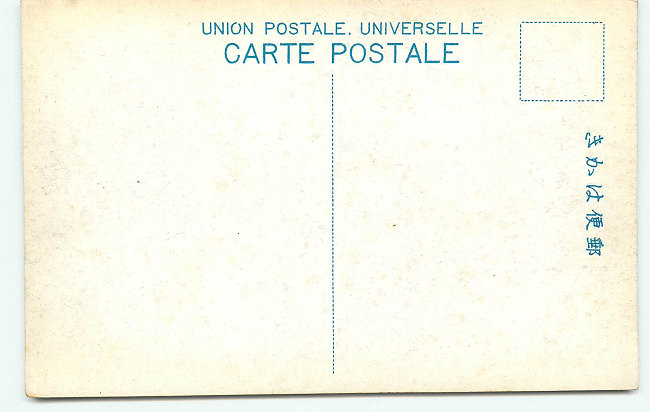 UNION POSTALE. UNIVERSELLE
CARTE POSTALE
郵便はかき